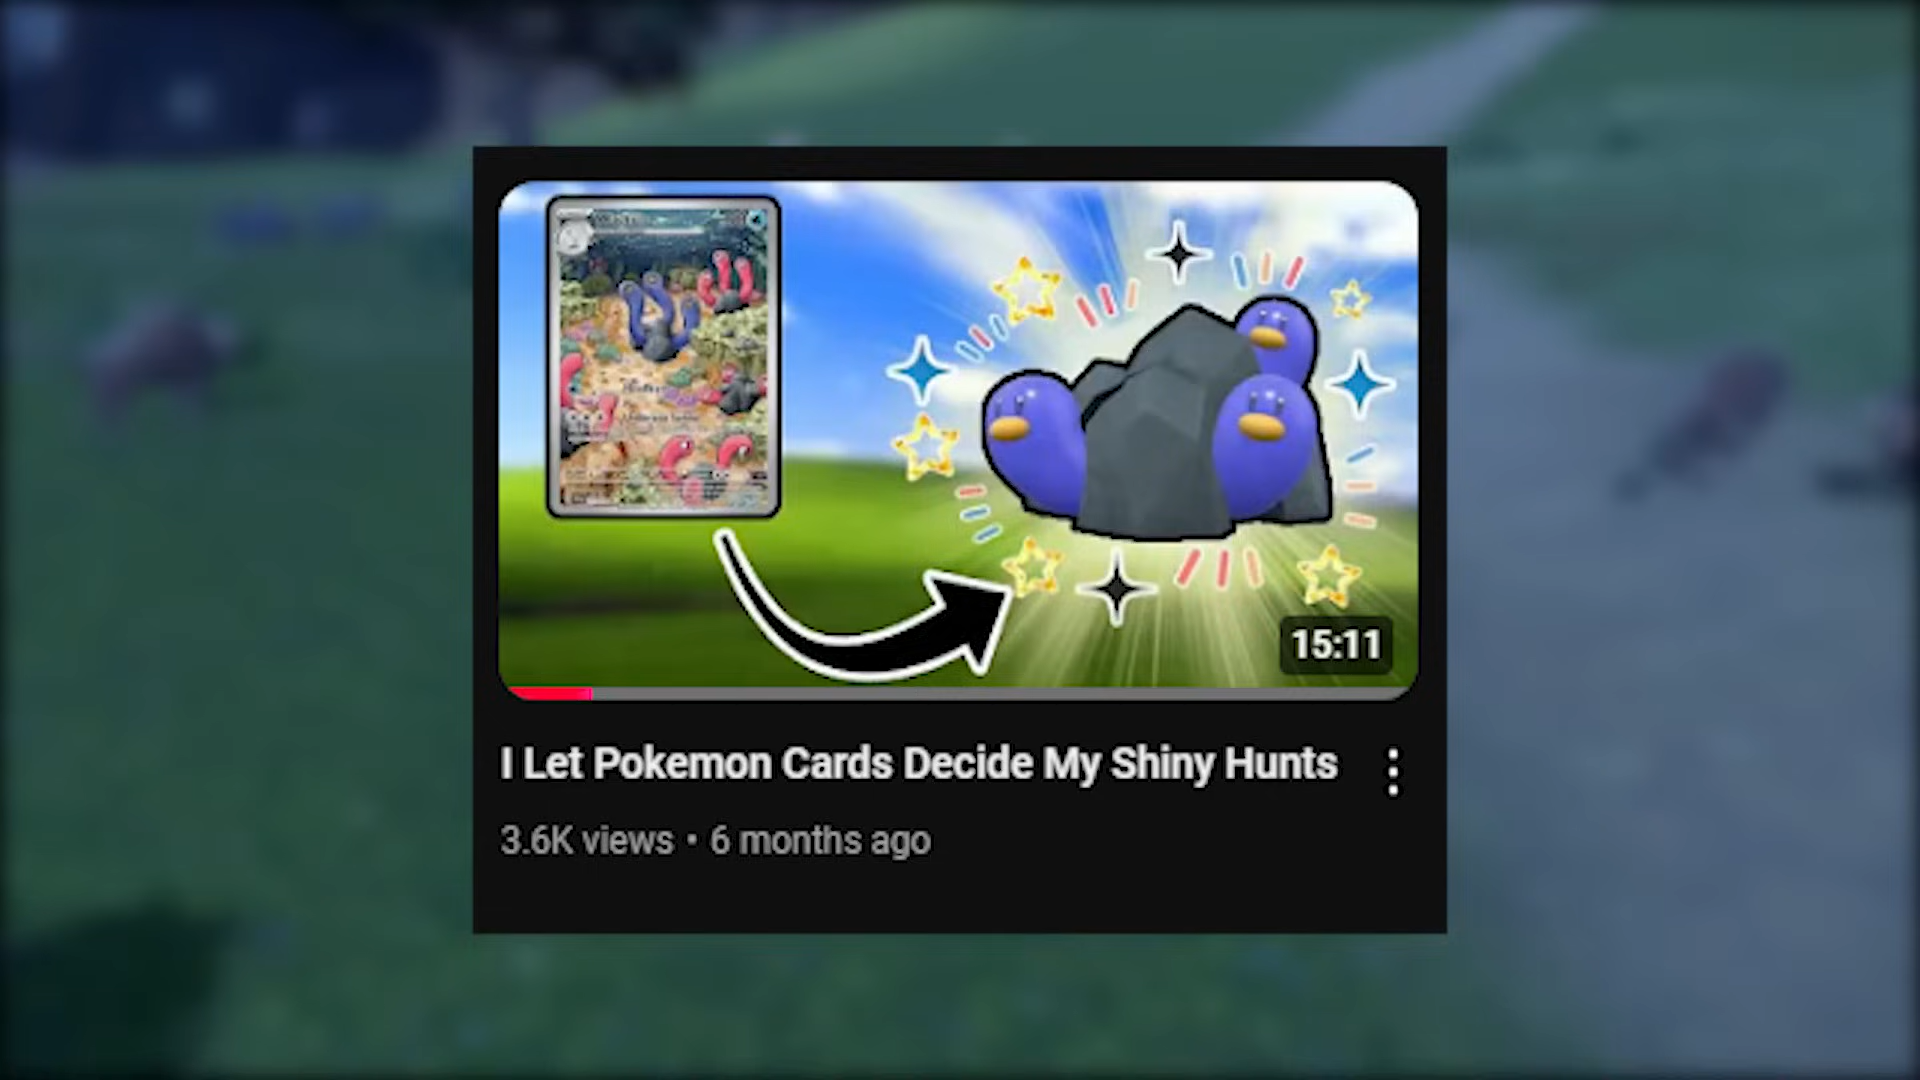 15:11
I Let Pokemon Cards Decide My Shiny Hunts
3.6K views • 6 months ago